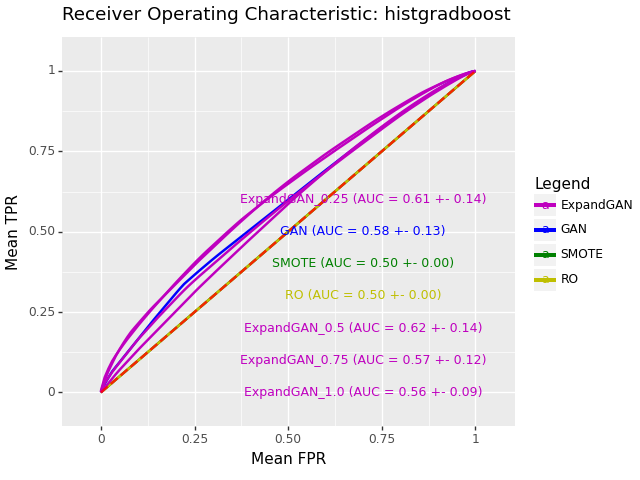 Receiver Operating Characteristic: histgradboost
Mean TPR
1
0.75
0.50
0.25
0
ExpandGAN_0.25 (AUC = 0.61 +- 0.14)
GAN (AUC = 0.58 +- 0.13)
SMOTE (AUC = 0.50 +- 0.00)
RO (AUC = 0.50 +- 0.00)
ExpandGAN_0.5 (AUC = 0.62 +- 0.14)
ExpandGAN_0.75 (AUC = 0.57 +- 0.12)
ExpandGAN_1.0 (AUC = 0.56 +- 0.09)
0 0.25 0.50 0.75 1
Mean FPR
Legend
a ExpandGAN
a GAN
a SMOTE
a RO